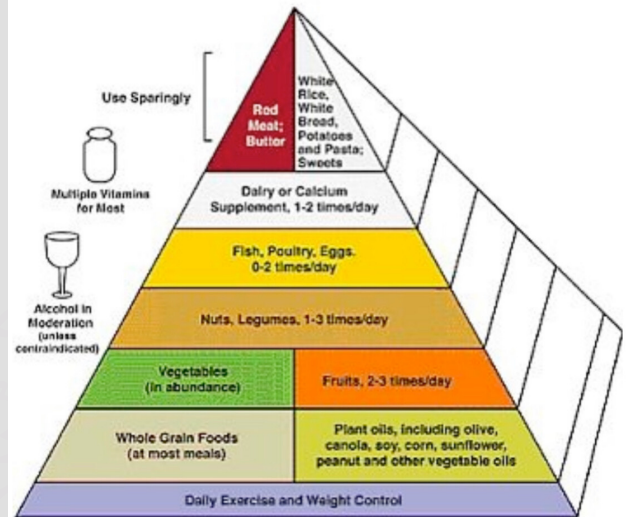 Use Sparingly
Red
Meat;
Butter
White
Rice,
White
Bread,
Potatoes
and Pasta;
Sweets
Multiple Vitamins
for Most
Dairy or Calcium
Supplement, 1-2 times/day
Fish, Poultry, Eggs.
0-2 times/day
Alcohol in
Moderation
(unless
contraindicated)
Nuts, Legumes, 1-3 times/day
Vegetables
(in abundance)
Fruits, 2-3 times/day
Whole Grain Foods
(at most meals)
Plant oils, including olive,
canola, soy, corn, sunflower,
peanut and other vegetable oils
Daily Exercise and Weight Control